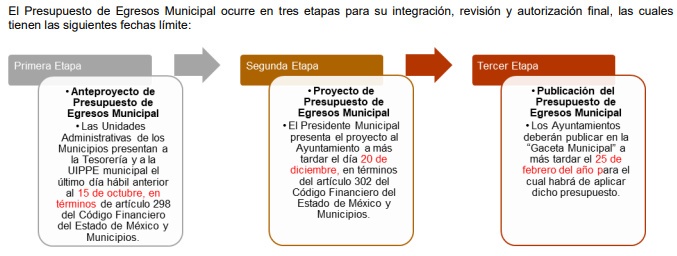 El Presupuesto de Egresos Municipal ocurre en tres etapas para su integración, revisión y autorización final, las cuales
tienen las siguientes fechas límite:
Primera Etapa
• Anteproyecto de
Presupuesto de
Egresos Municipal
• Las Unidades
Administrativas de los
Municipios presentan a
la Tesorería y a la
UIPPE municipal el
último día hábil anterior
al 15 de octubre, en
términos de artículo 298
del Código Financiero
del Estado de México y
Municipios.
Segunda Etapa
• Proyecto de
Presupuesto de
Egresos Municipal
• El Presidente Municipal
presenta el proyecto al
Ayuntamiento a más
tardar el día 20 de
diciembre, en términos
del artículo 302 del
Código Financiero del
Estado de México y
Municipios.
Tercer Etapa
• Publicación del
Presupuesto de
Egresos Municipal
• Los Ayuntamientos
deberán publicar en la
“Gaceta Municipal” a
más tardar el 25 de
febrero del año para el
cual habrá de aplicar
dicho presupuesto.